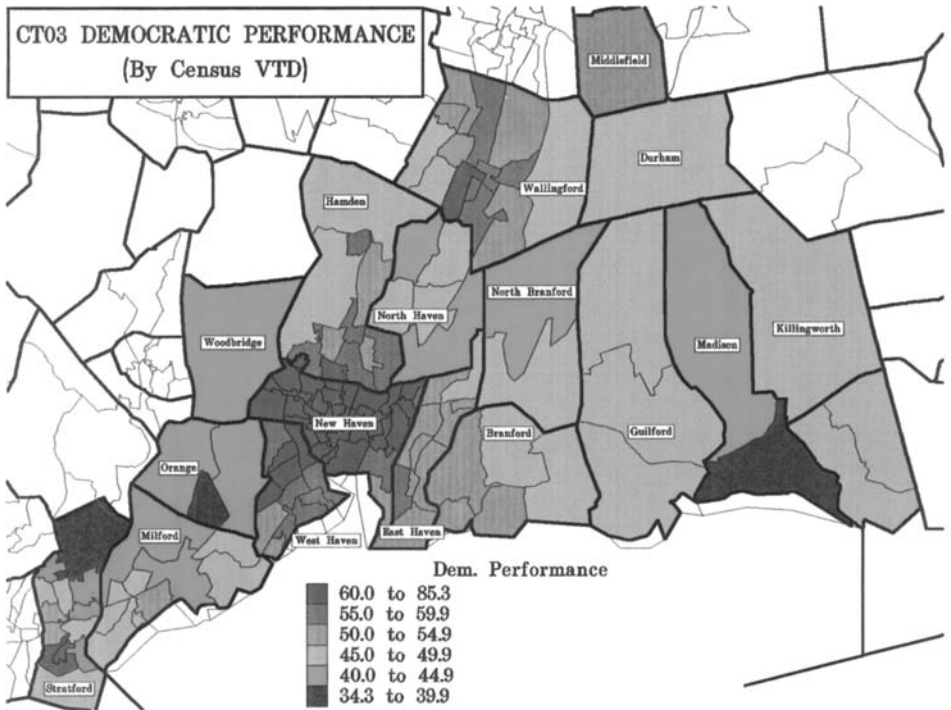 CT03 DEMOCRATIC PERFORMANCE
(By Census VTD)
Middlefield
Durham
Wallingford
Hamden
North Branford
North Haven
Killingworth
Woodbridge
Madison
New Haven
Branford
Guilford
Orange
Milford
West Haven
East Haven
Stratford
Dem. Performance
60.0 to 85.3
55.0 to 59.9
50.0 to 54.9
45.0 to 49.9
40.0 to 44.9
34.3 to 39.9